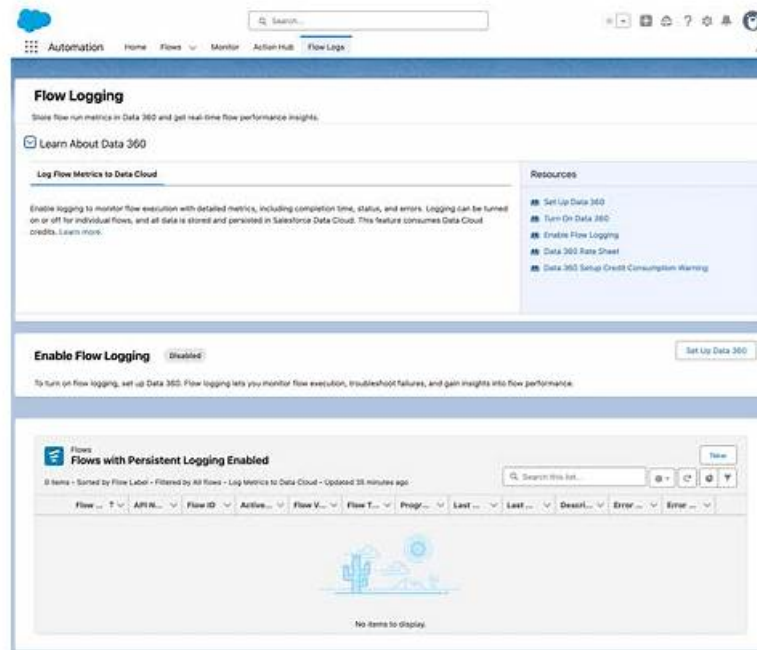 Search...
Automation
Home
Flows
Monitor
Action Hub
Flow Logs
Flow Logging
Store flow run metrics in Data 360 and get real-time flow performance insights.
Learn About Data 360
Log Flow Metrics to Data Cloud
Enable logging to monitor flow execution with detailed metrics, including completion time, status, and errors. Logging can be turned
on or off for individual flows, and all data is stored and persisted in Salesforce Data Cloud. This feature consumes Data Cloud
credits. Learn more.
Resources
Set Up Data 360
Turn On Data 360
Enable Flow Logging
Data 360 Rate Sheet
Data 360 Setup Credit Consumption Warning
Enable Flow Logging
Disabled
Set Up Data 360
To turn on flow logging, set up Data 360. Flow logging lets you monitor flow execution, troubleshoot failures, and gain insights into flow performance.
Flows
Flows with Persistent Logging Enabled
New
0 items • Sorted by Flow Label • Filtered by All flows - Log Metrics to Data Cloud • Updated 35 minutes ago
Search this list...
Flow ... API N... Flow ID Active... Flow V... Flow T... Progr... Last ... Last ... Descri... Error ... Error ...
No items to display.